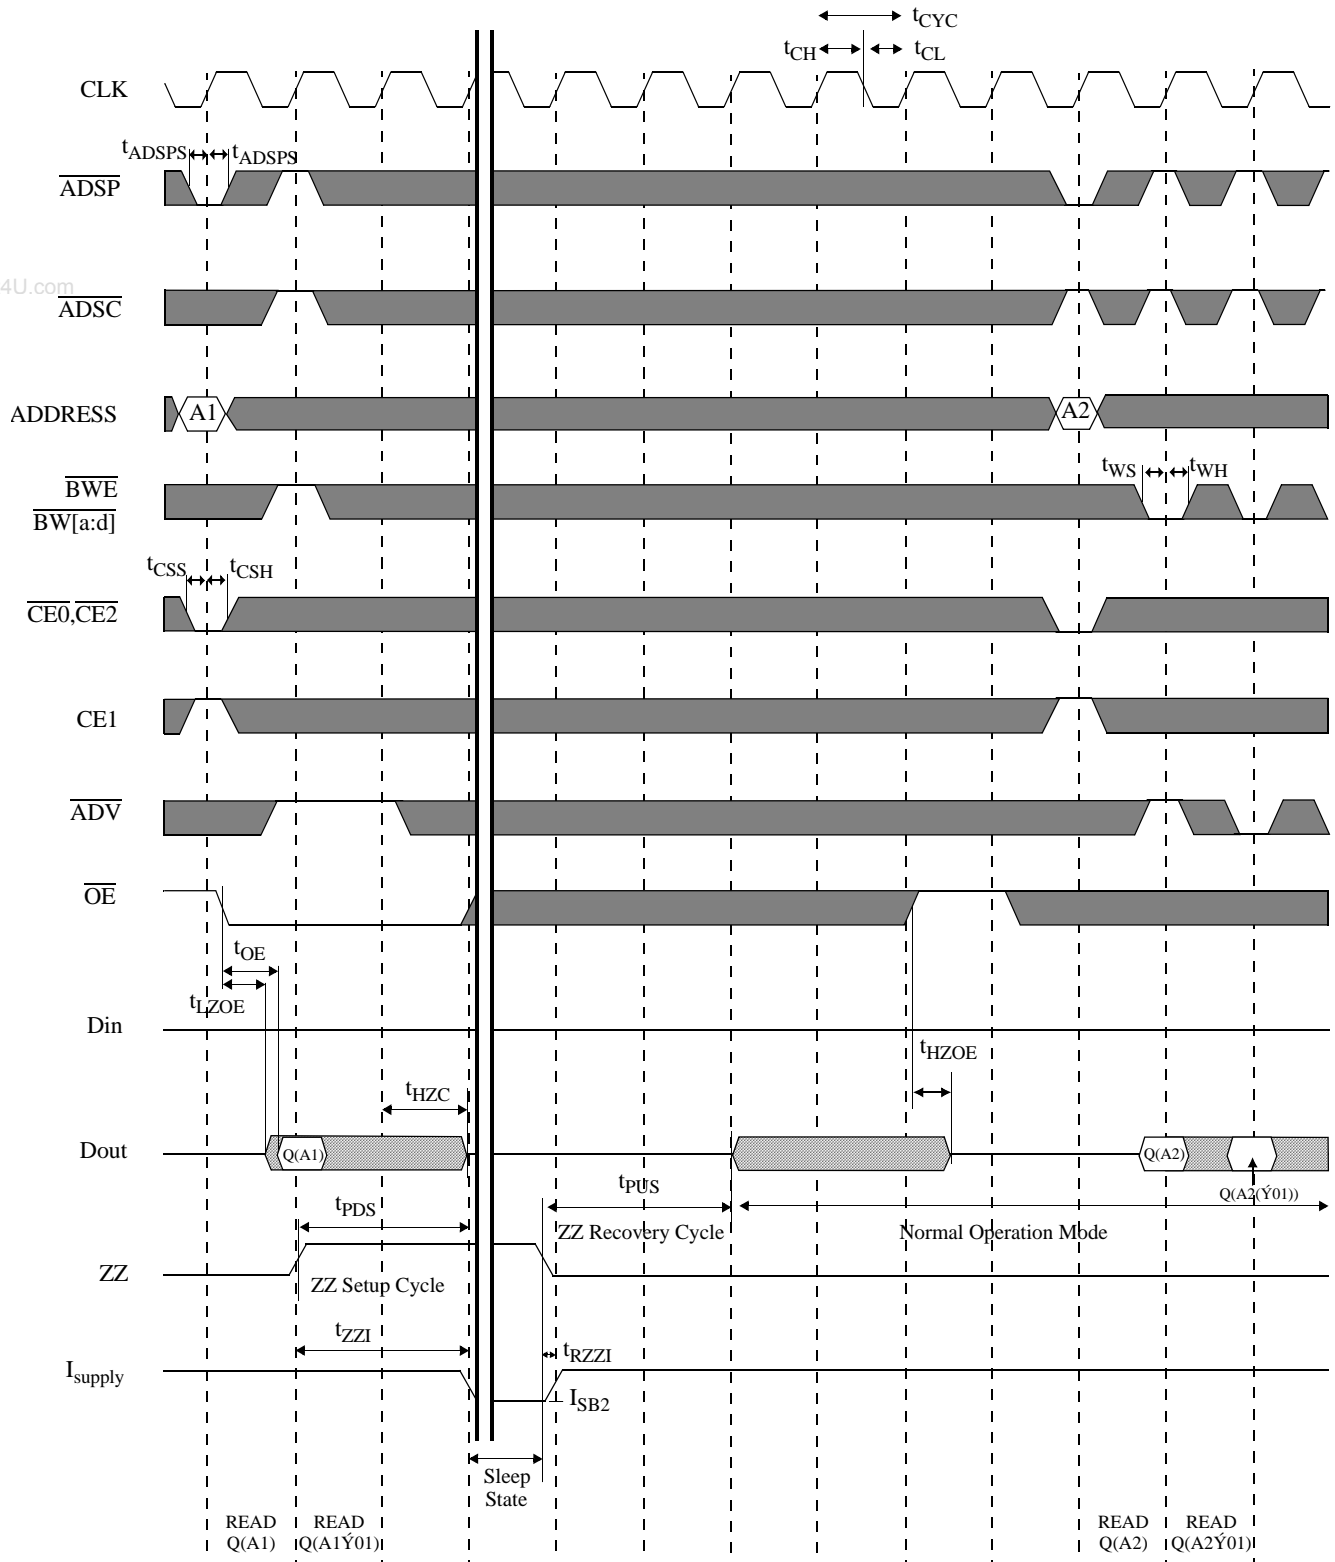 tCYC
tCH tCL
CLK
tADSPS tADSPS
ADSP
4U.com
ADSC
ADDRESS A1 A2
tWS tWH
BWE
BW[a:d]
tCSS tCSH
CE0,CE2
CE1
ADV
OE
tOE
tLZOE
Din
tHZOE
tHZC
Dout Q(A1) Q(A2)
tPUS Q(A2(Ý01))
tPDS
ZZ Recovery Cycle Normal Operation Mode
ZZ
ZZ Setup Cycle
tZZI
tRZZI
Isupply
ISB2
Sleep
State
READ READ READ READ
Q(A1) Q(A1Ý01) Q(A2) Q(A2Ý01)